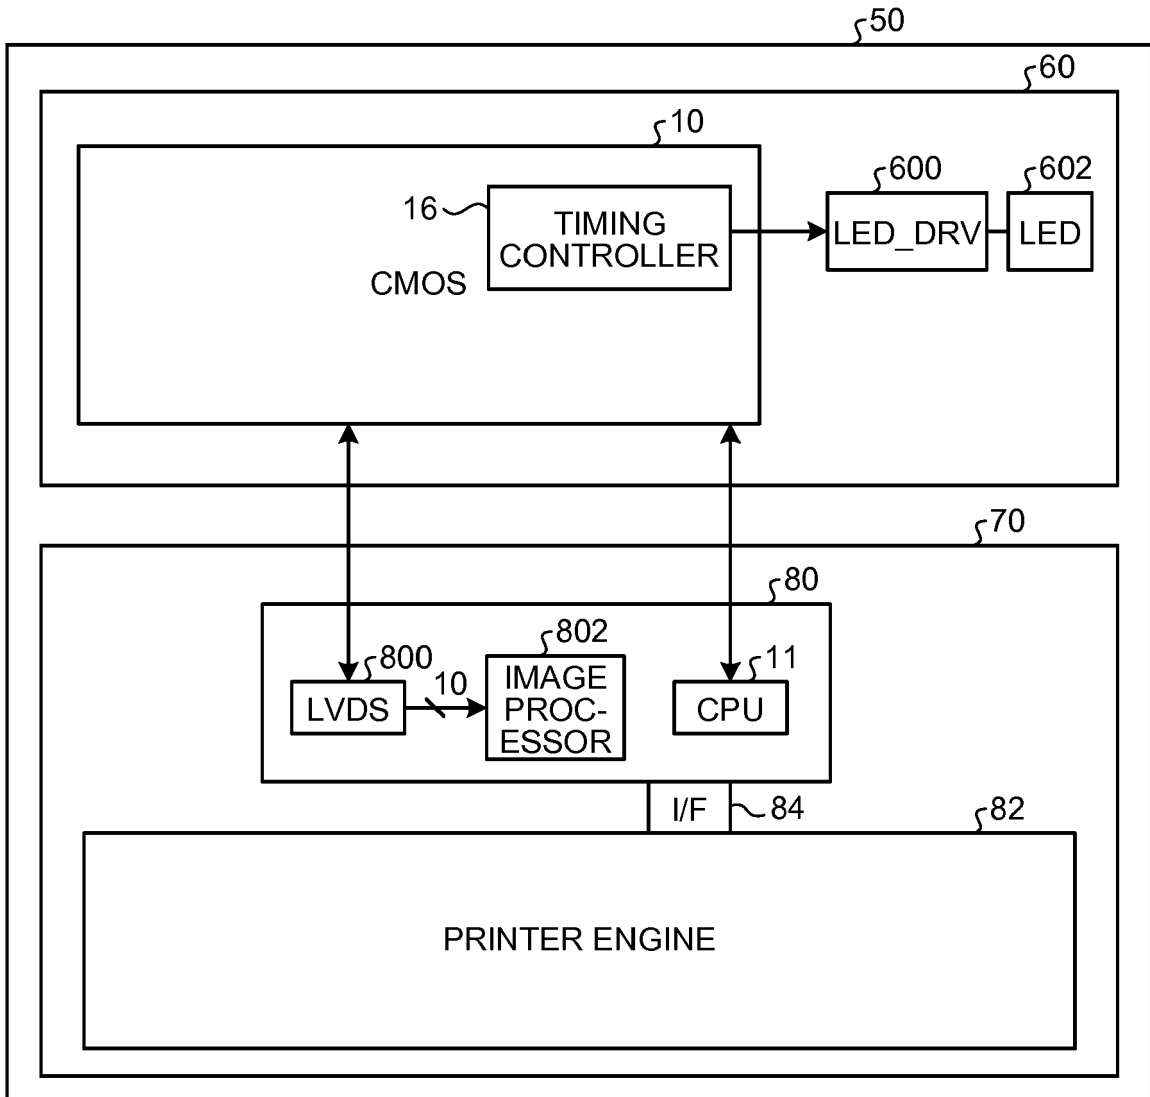 50
60
10
600
602
16
TIMING
CONTROLLER
LED_DRV
LED
CMOS
70
80
800
802
11
10
LVDS
IMAGE
PROC-
ESSOR
CPU
I/F
84
82
PRINTER ENGINE